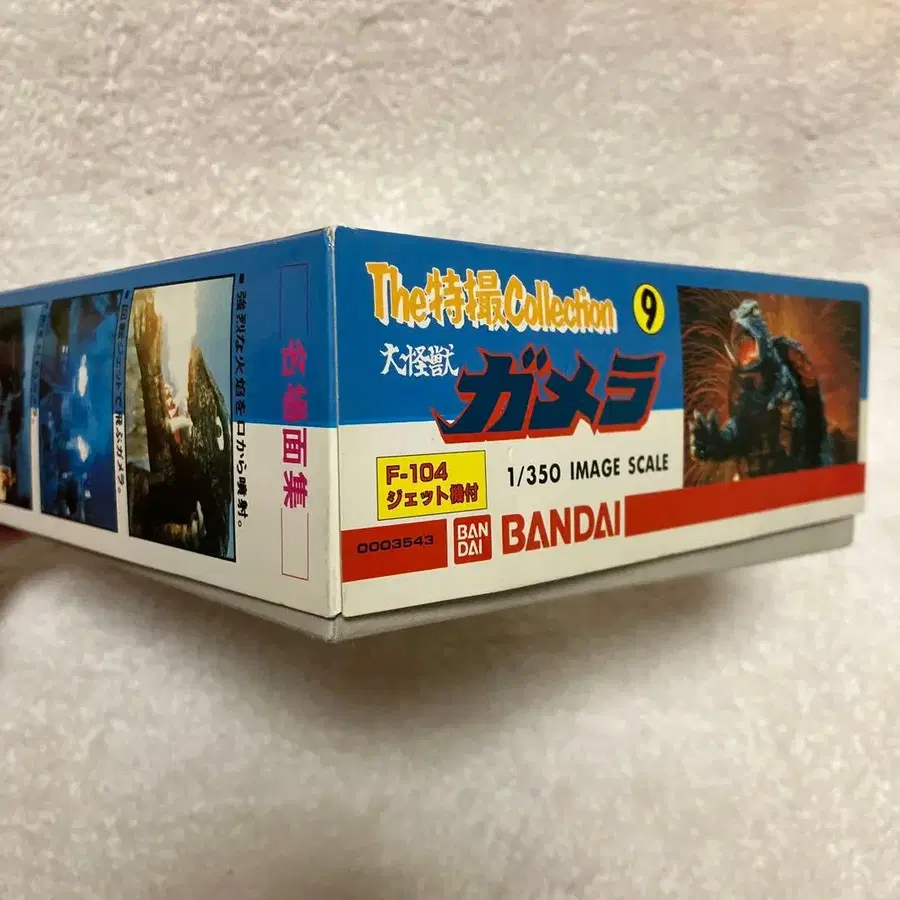 The特撮Collection
9
大怪獣
ガメラ
F-104
ジェット機付
1/350 IMAGE SCALE
0003543
BAN
DAI
BANDAI
名場面集
■強烈な火焰を口から噴射。